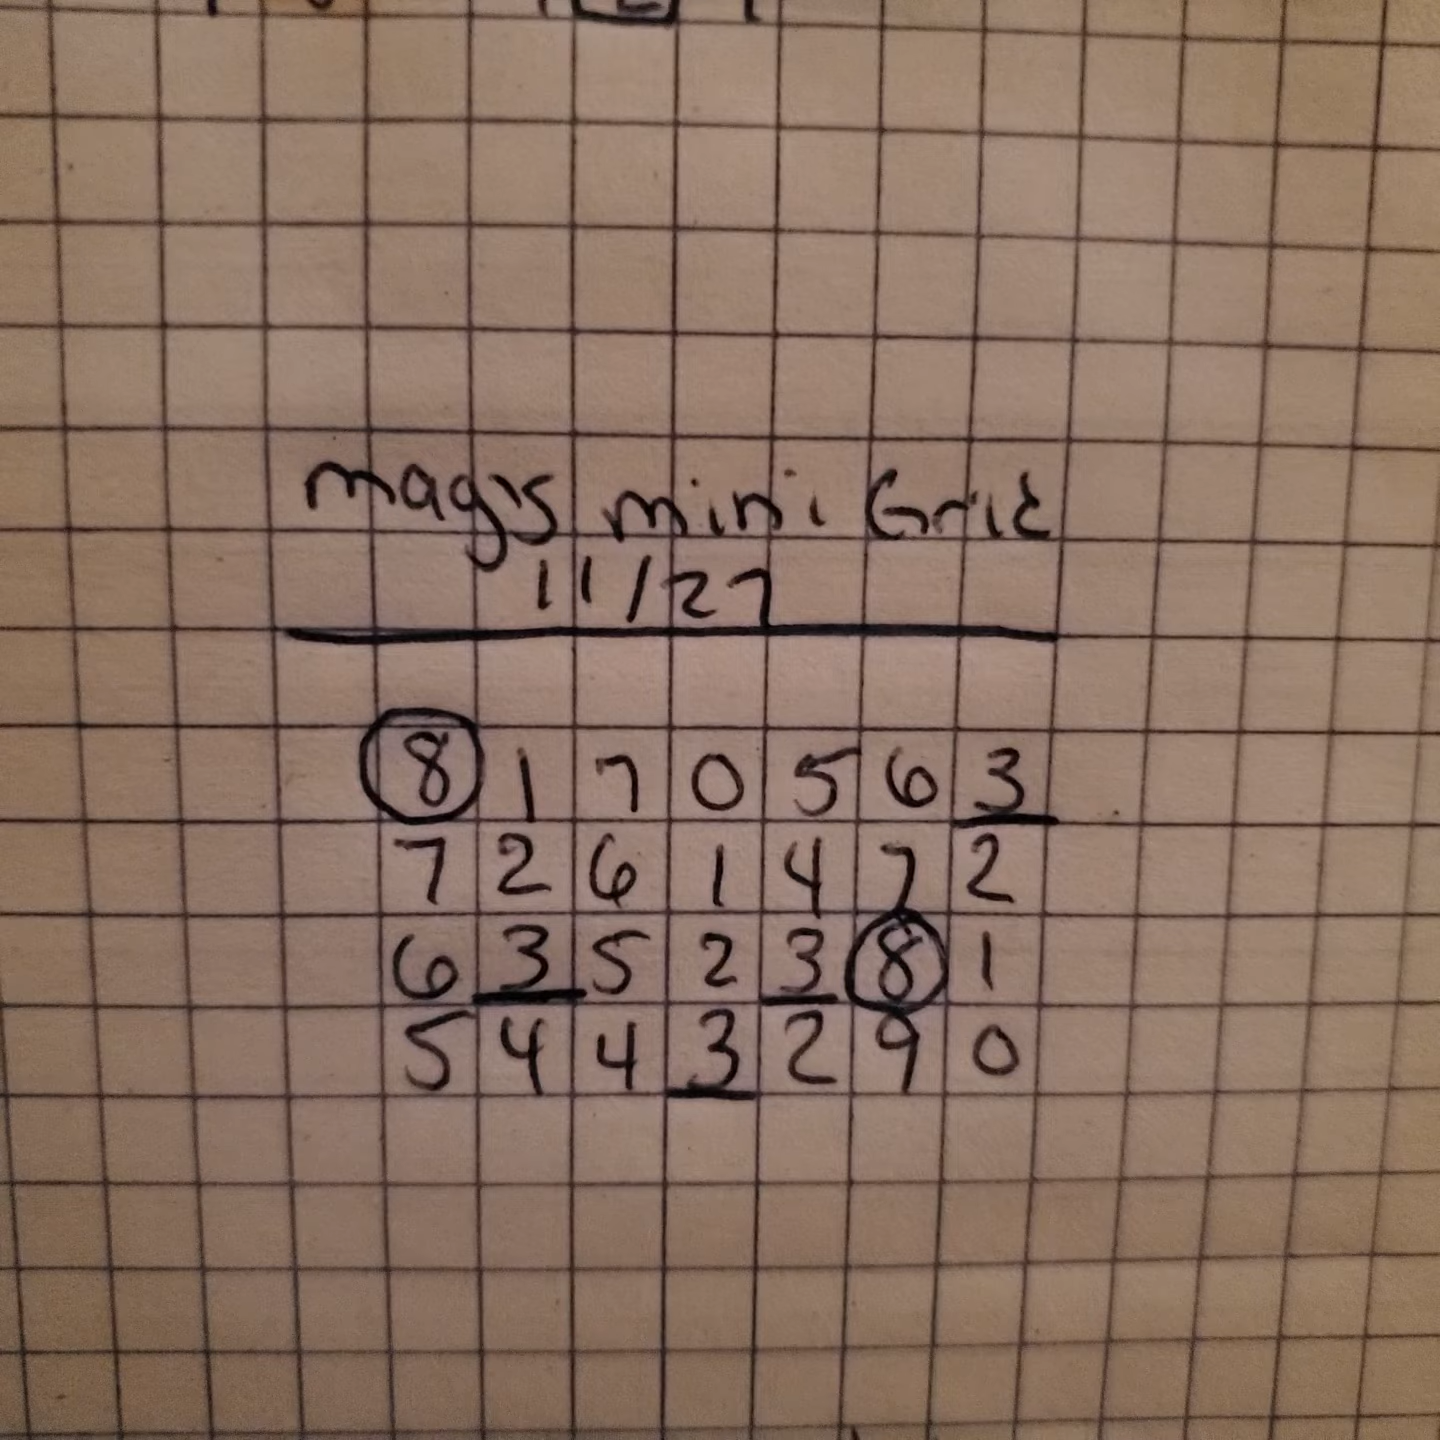 mag's mini Grid
11/27
8 1 7 0 5 6 3
7 2 6 1 4 7 2
6 3 5 2 3 8 1
5 4 4 3 2 9 0